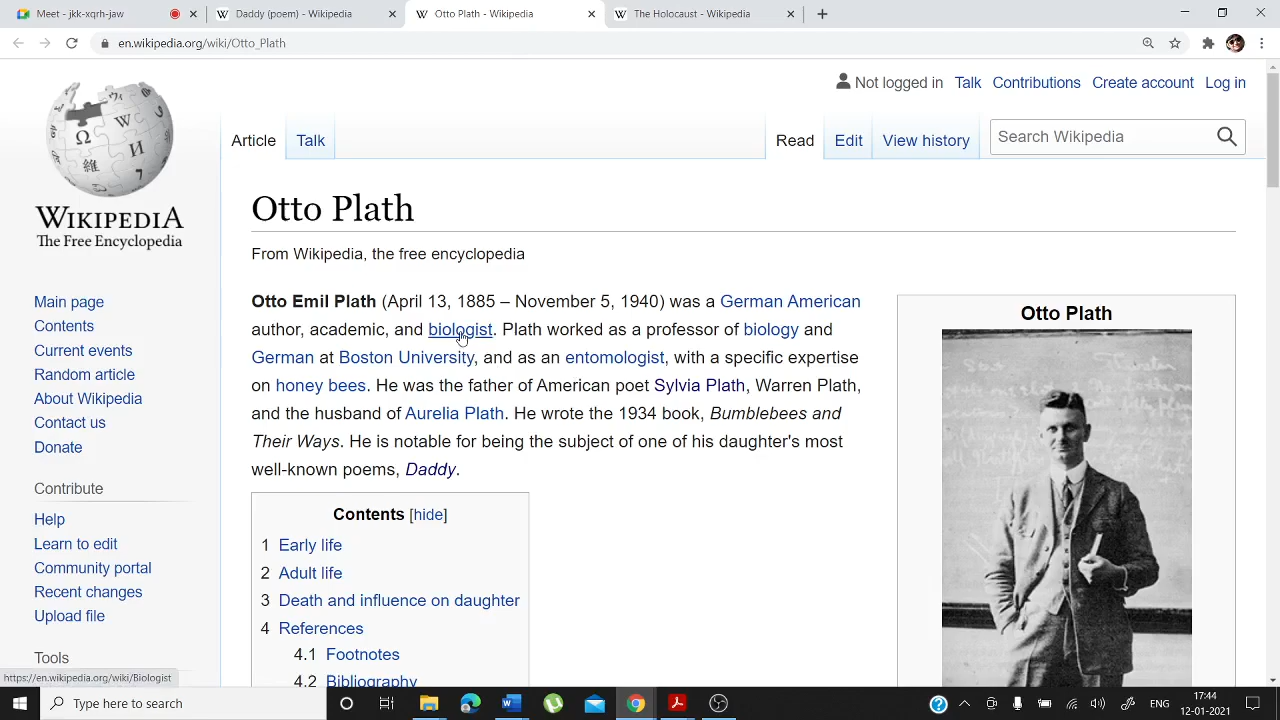 Meet - jkk-xqrh-jaw
Daddy (poem) - Wikipedia
Otto Plath - Wikipedia
The Holocaust - Wikipedia
en.wikipedia.org/wiki/Otto_Plath
Not logged in Talk Contributions Create account Log in
Article Talk Read Edit View history Search Wikipedia
WIKIPEDIA
The Free Encyclopedia
Main page
Contents
Current events
Random article
About Wikipedia
Contact us
Donate
Contribute
Help
Learn to edit
Community portal
Recent changes
Upload file
Tools
Otto Plath
From Wikipedia, the free encyclopedia
Otto Emil Plath (April 13, 1885 – November 5, 1940) was a German American
author, academic, and biologist. Plath worked as a professor of biology and
German at Boston University, and as an entomologist, with a specific expertise
on honey bees. He was the father of American poet Sylvia Plath, Warren Plath,
and the husband of Aurelia Plath. He wrote the 1934 book, Bumblebees and
Their Ways. He is notable for being the subject of one of his daughter's most
well-known poems, Daddy.
Contents [hide]
1 Early life
2 Adult life
3 Death and influence on daughter
4 References
4.1 Footnotes
4.2 Bibliography
Otto Plath
https://en.wikipedia.org/wiki/Biologist
Type here to search
ENG
17:44
12-01-2021